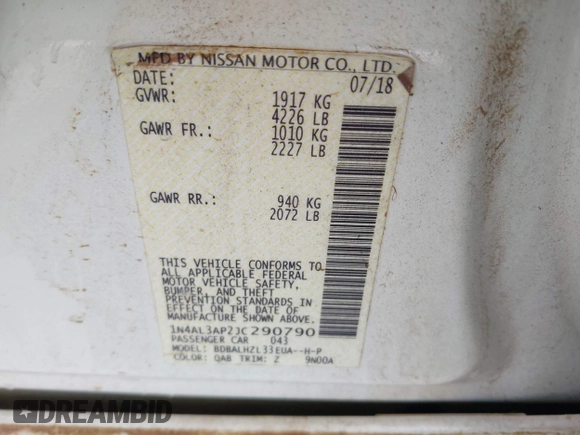 MFD BY NISSAN MOTOR CO., LTD.
DATE: 07/18
GVWR: 1917 KG
4226 LB
GAWR FR.: 1010 KG
2227 LB
GAWR RR.: 940 KG
2072 LB
THIS VEHICLE CONFORMS TO
ALL APPLICABLE FEDERAL
MOTOR VEHICLE SAFETY,
BUMPER, AND THEFT
PREVENTION STANDARDS IN
EFFECT ON THE DATE OF
MANUFACTURE SHOWN ABOVE.
1N4AL3AP2JC290790
PASSENGER CAR 043
MODEL: BDBALHZL33EUA--H-P
COLOR: QAB TRIM: Z 9N00A
DREAMBID